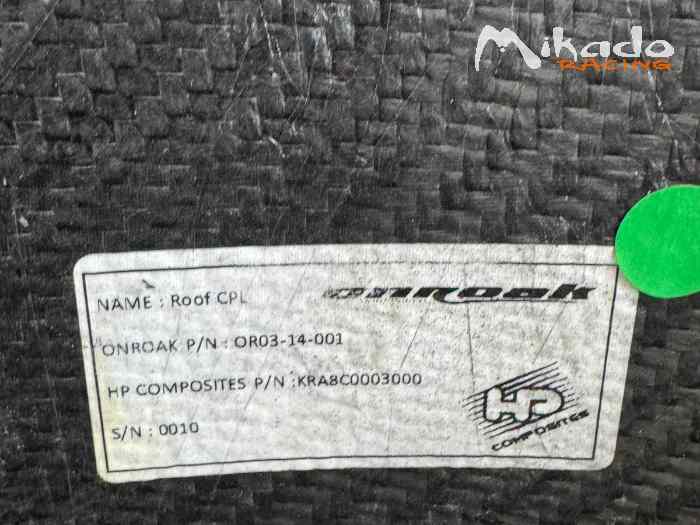 Mikado
RACING
onroak
NAME : Roof CPL
ONROAK P/N : OR03-14-001
HP COMPOSITES P/N :KRA8C0003000
S/N : 0010
HP
COMPOSITES